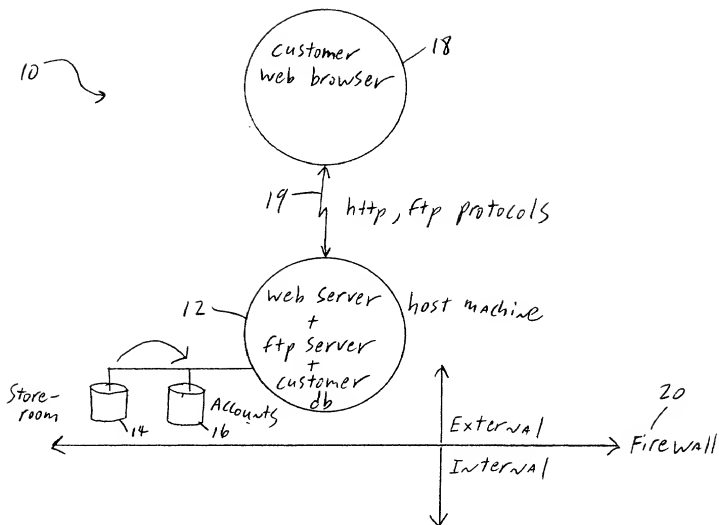 customer
web browser
18
10
19
http, ftp protocols
12
web server
+
ftp server
+
customer
db
host machine
Store-
room
14
Accounts
16
External
Internal
20
Firewall